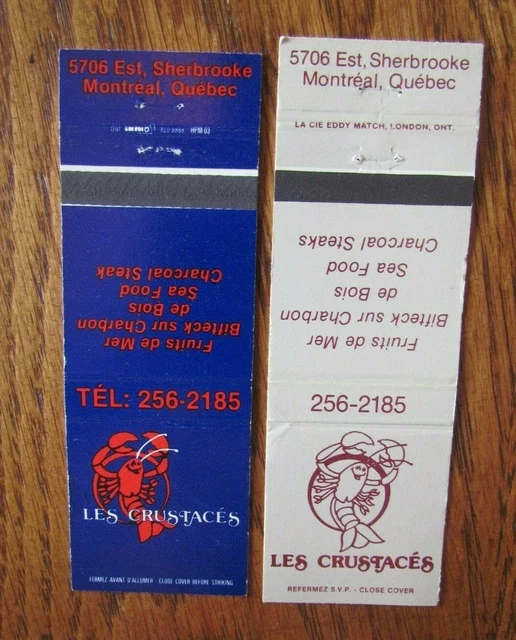 5706 Est, Sherbrooke
Montréal, Québec
HPM-03
Fruits de Mer
Bifteck sur Charbon
de Bois
Sea Food
Charcoal Steak
TÉL: 256-2185
LES CRUSTACÉS
FERMEZ AVANT D'ALLUMER - CLOSE COVER BEFORE STRIKING
5706 Est, Sherbrooke
Montréal, Québec
LA CIE EDDY MATCH, LONDON, ONT.
Fruits de Mer
Bifteck sur Charbon
de Bois
Sea Food
Charcoal Steaks
256-2185
LES CRUSTACÉS
REFERMEZ S.V.P. - CLOSE COVER